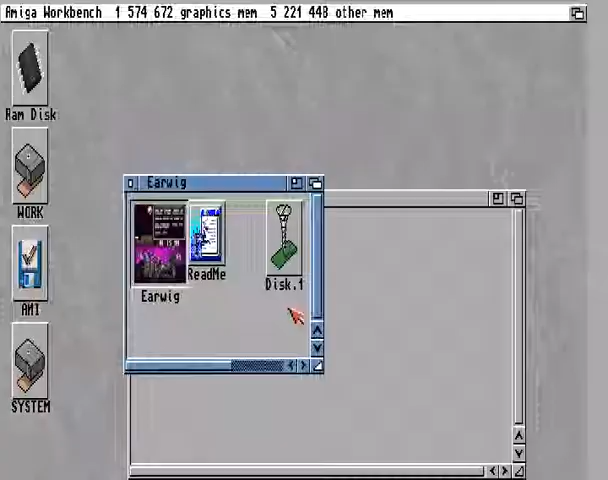 Amiga Workbench 1 574 672 graphics mem 5 221 448 other mem
Ram Disk
WORK
AMI
SYSTEM
Earwig
Earwig
ReadMe
Disk.1